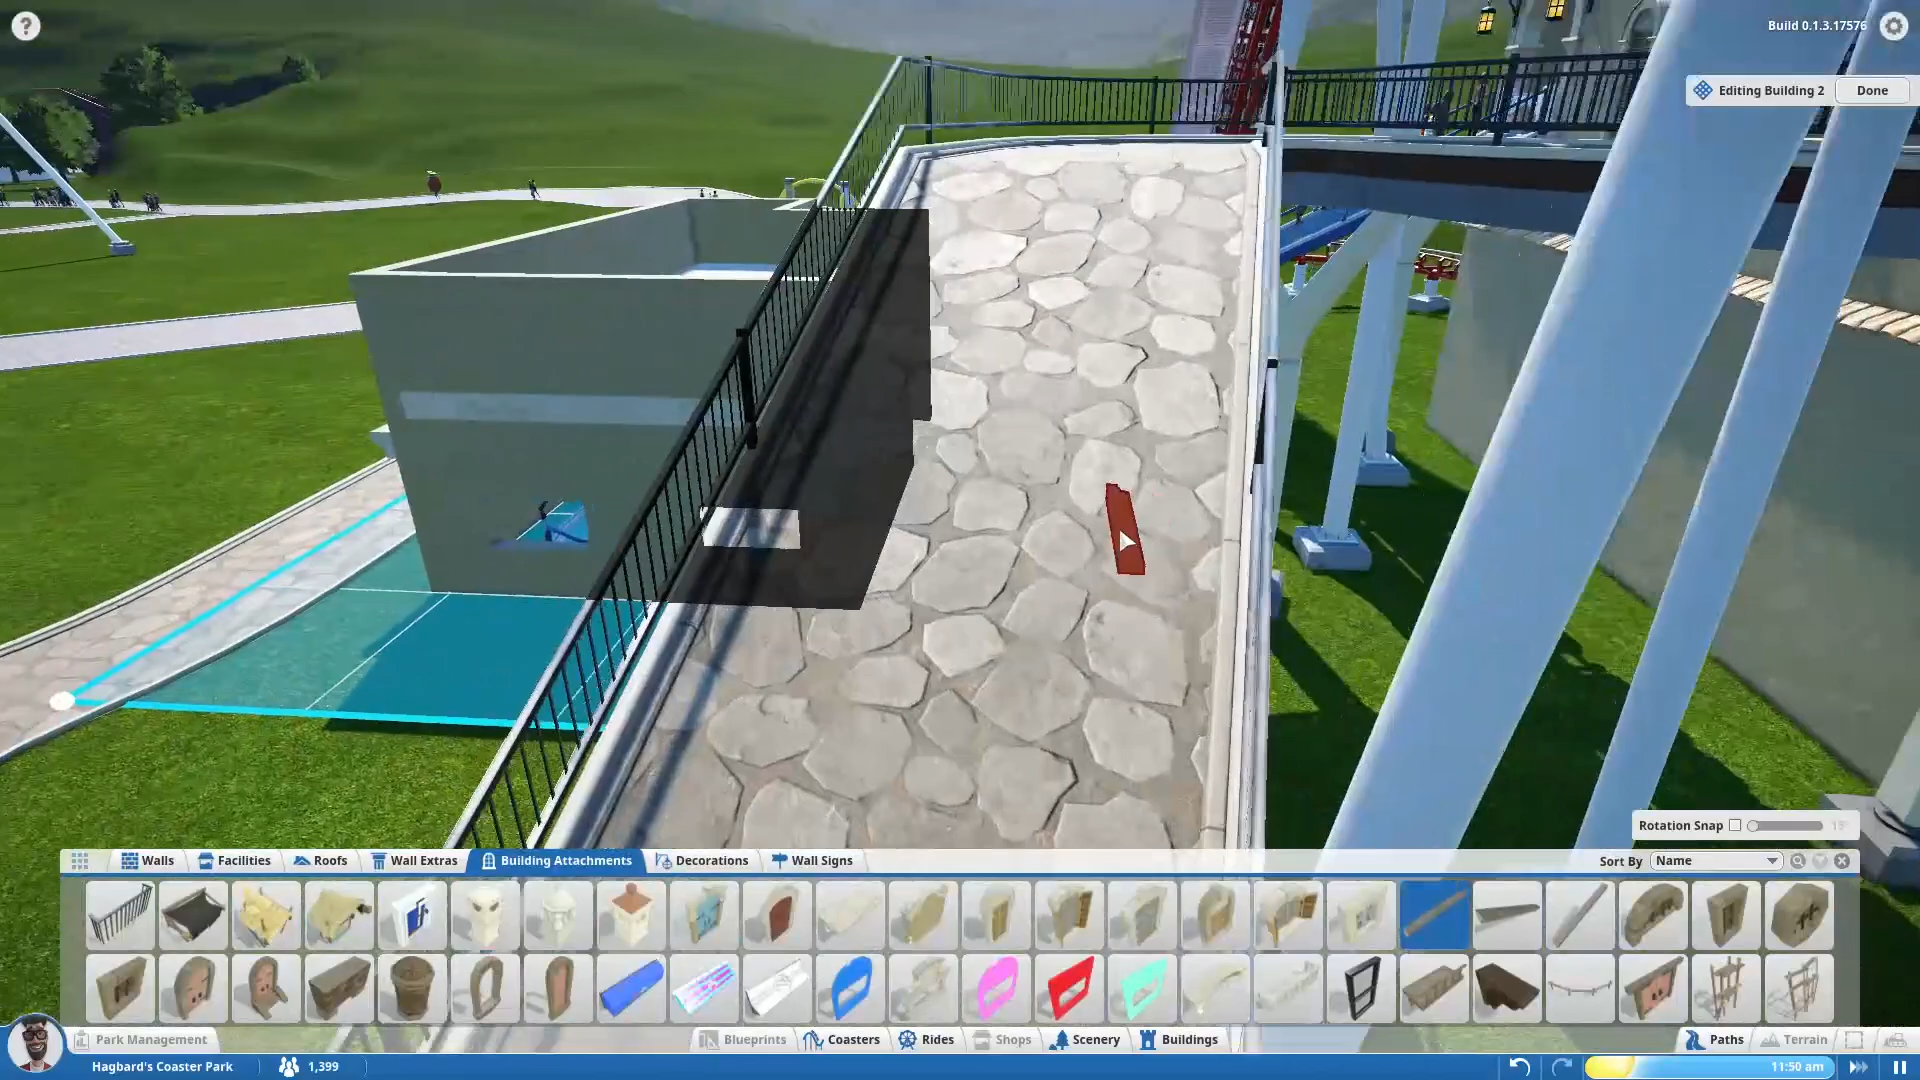 ?
Build 0.1.3.17576
Editing Building 2 Done
Rotation Snap 15°
Walls Facilities Roofs Wall Extras Building Attachments Decorations Wall Signs Sort By Name
Park Management Blueprints Coasters Rides Shops Scenery Buildings Paths Terrain
Hagbard's Coaster Park 1,399 11:50 am